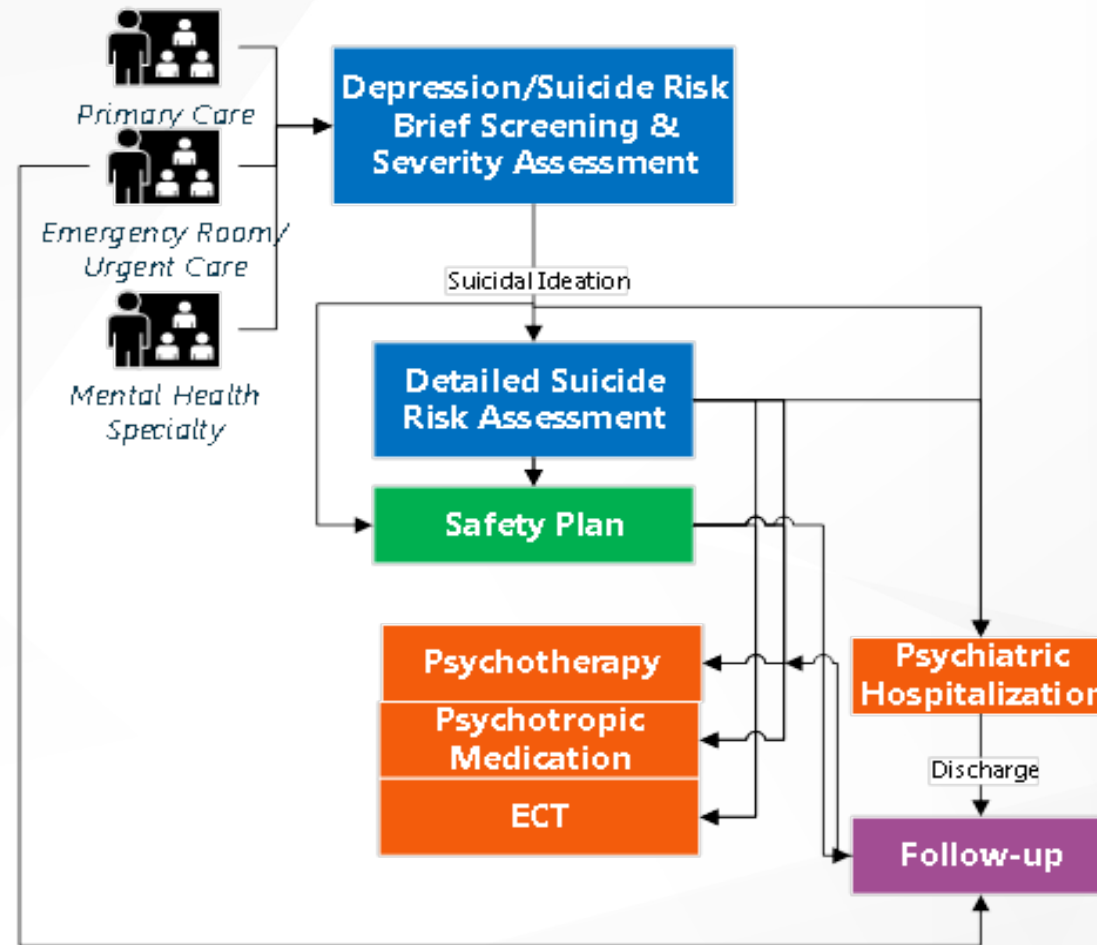 Primary Care
Emergency Room/
Urgent Care
Mental Health
Specialty
Depression/Suicide Risk
Brief Screening &
Severity Assessment
Suicidal Ideation
Detailed Suicide
Risk Assessment
Safety Plan
Psychotherapy
Psychotropic
Medication
ECT
Psychiatric
Hospitalization
Discharge
Follow-up